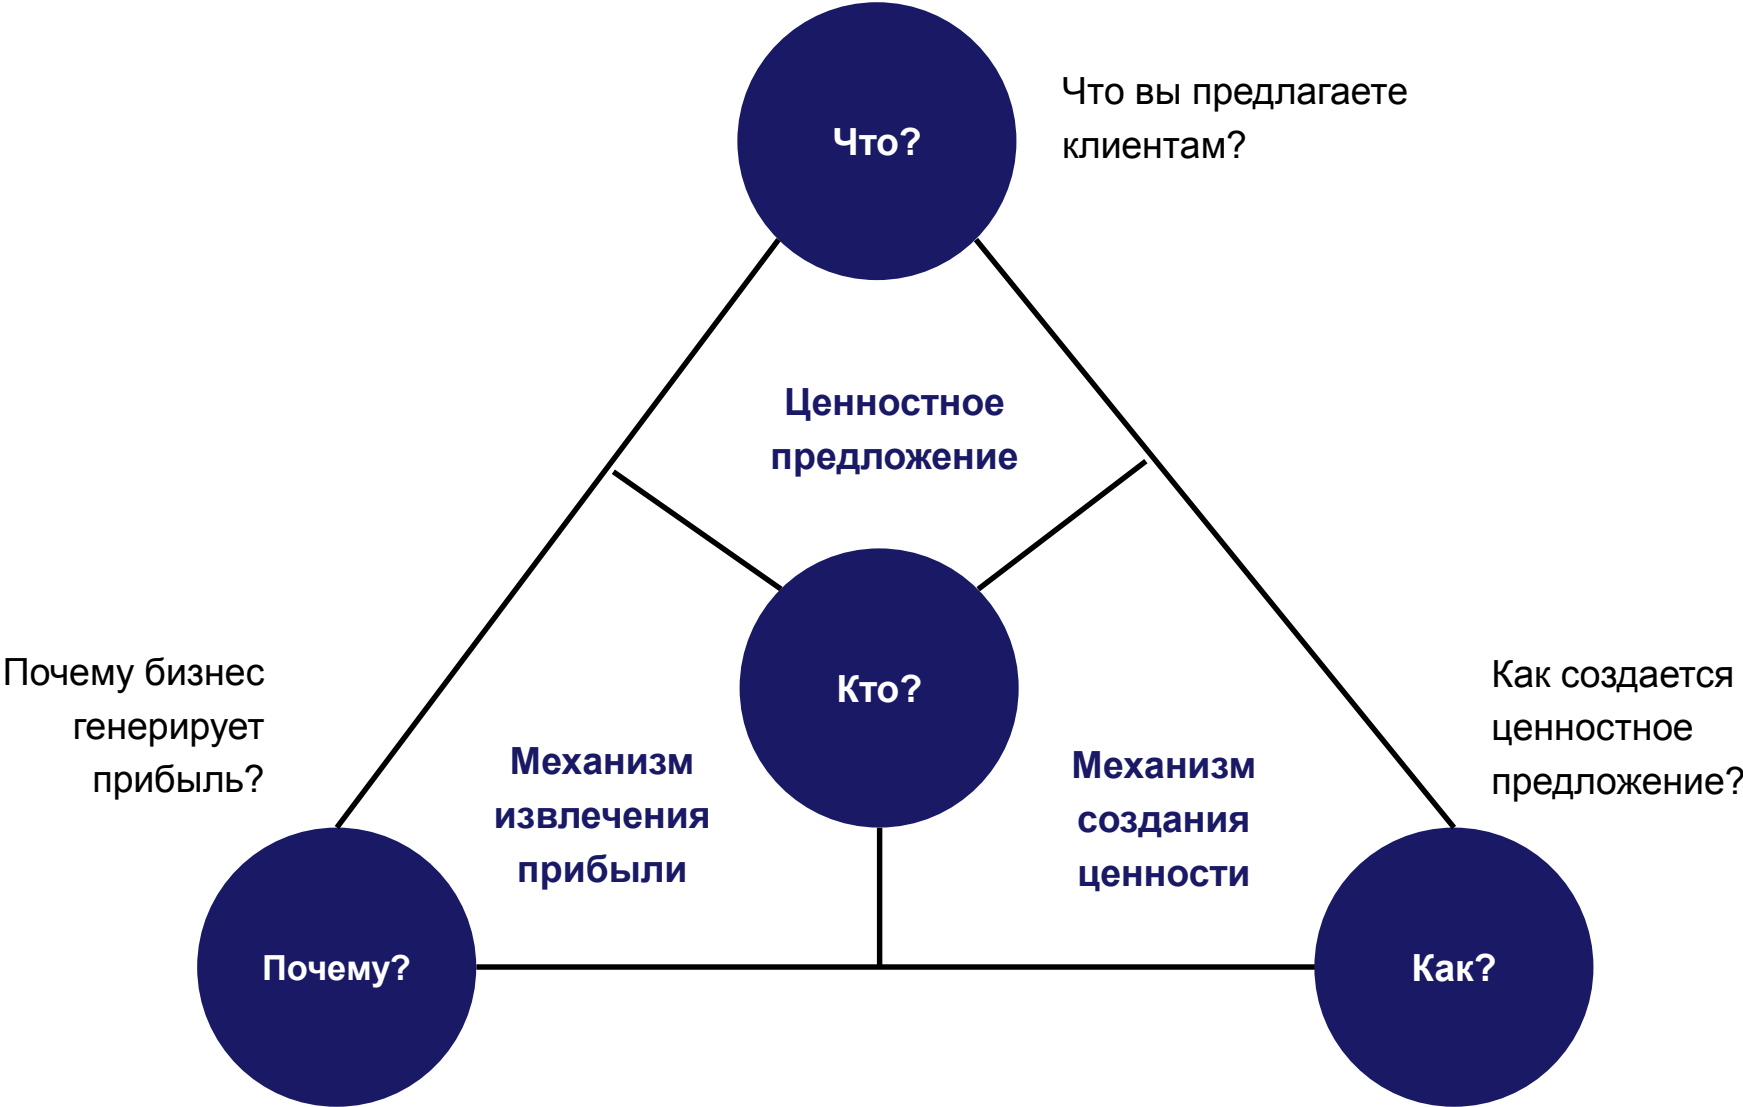 Что?
Что вы предлагаете
клиентам?
Ценностное
предложение
Кто?
Почему бизнес
генерирует
прибыль?
Как создается
ценностное
предложение?
Механизм
извлечения
прибыли
Механизм
создания
ценности
Почему?
Как?